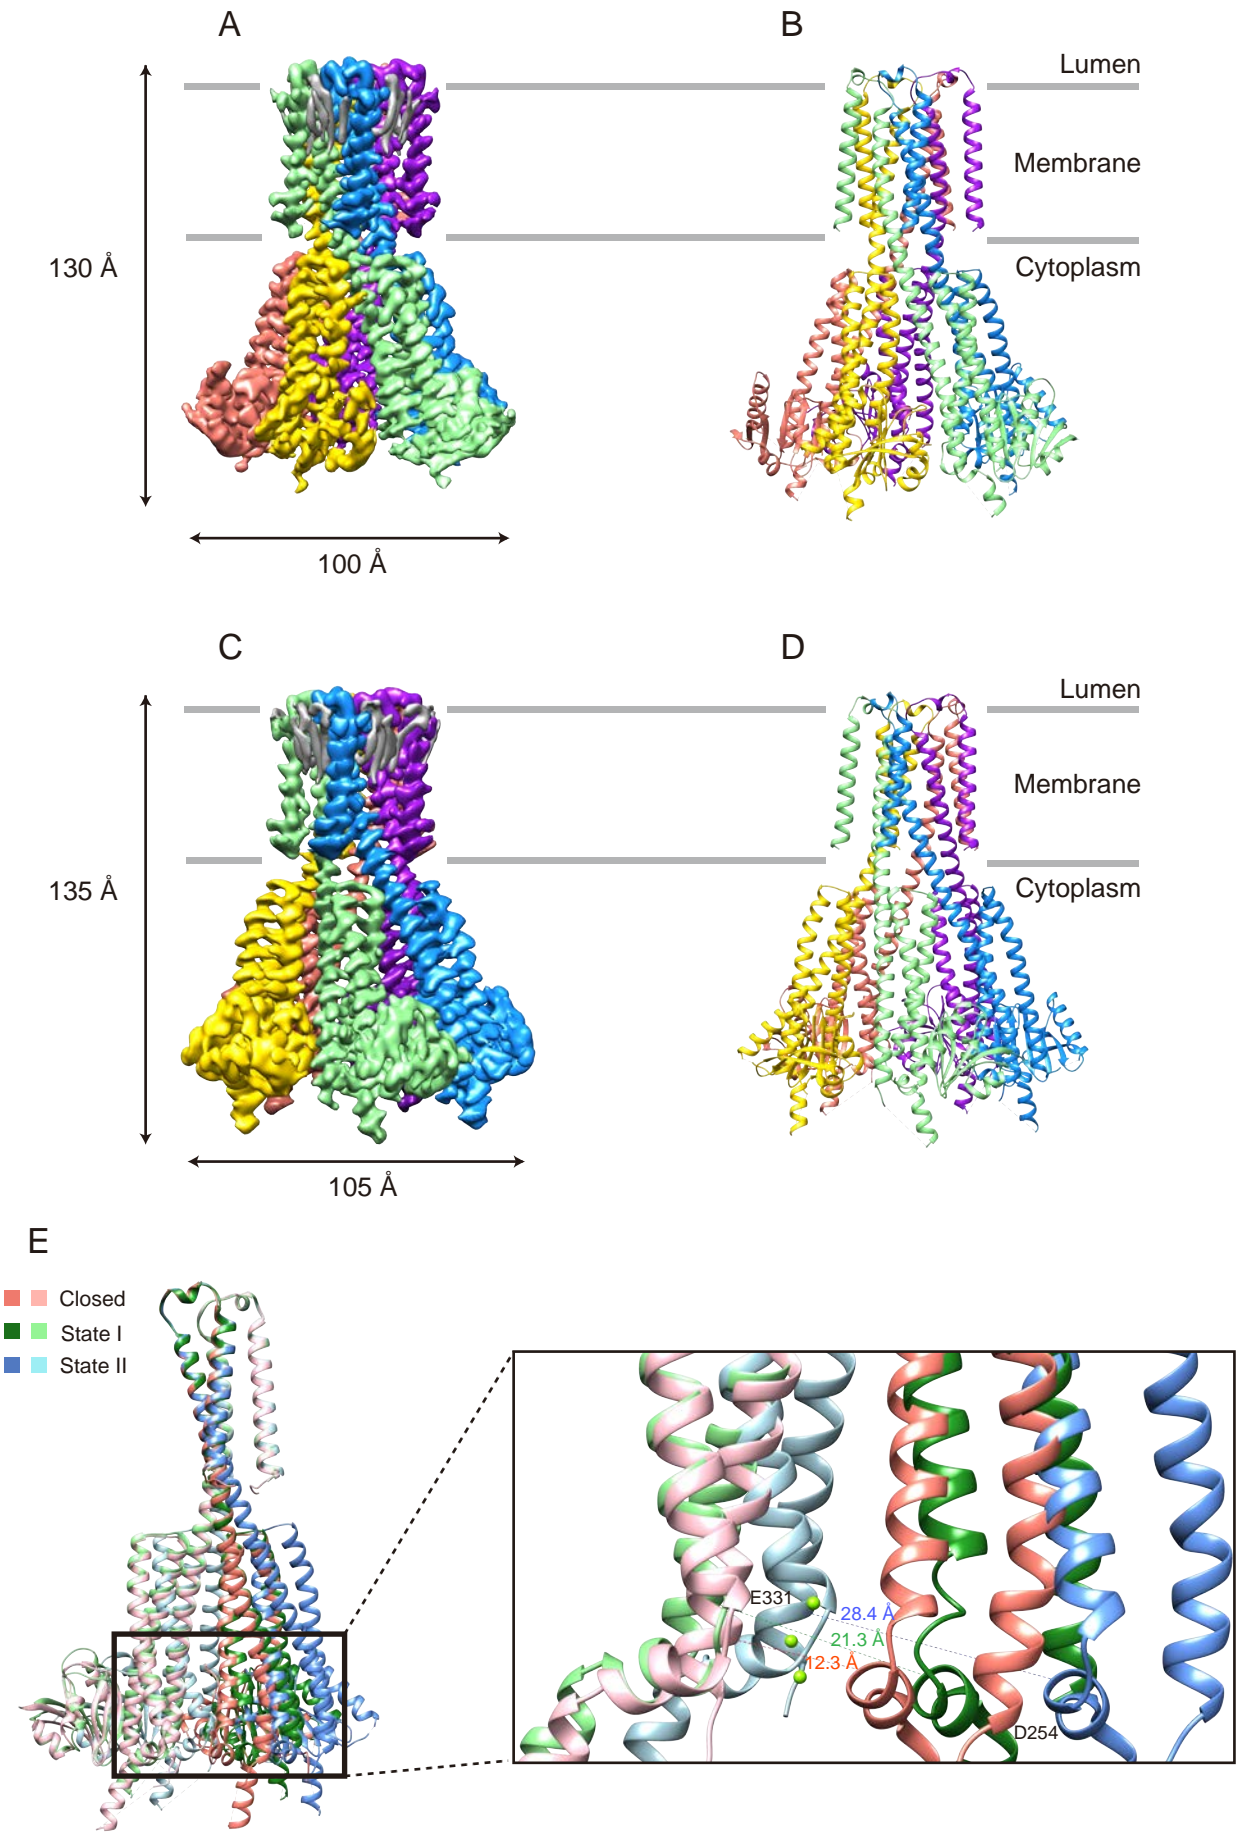 A
B
Lumen
Membrane
Cytoplasm
130 Å
100 Å
C
D
Lumen
Membrane
Cytoplasm
135 Å
105 Å
E
Closed
State I
State II
E331
28.4 Å
21.3 Å
12.3 Å
D254